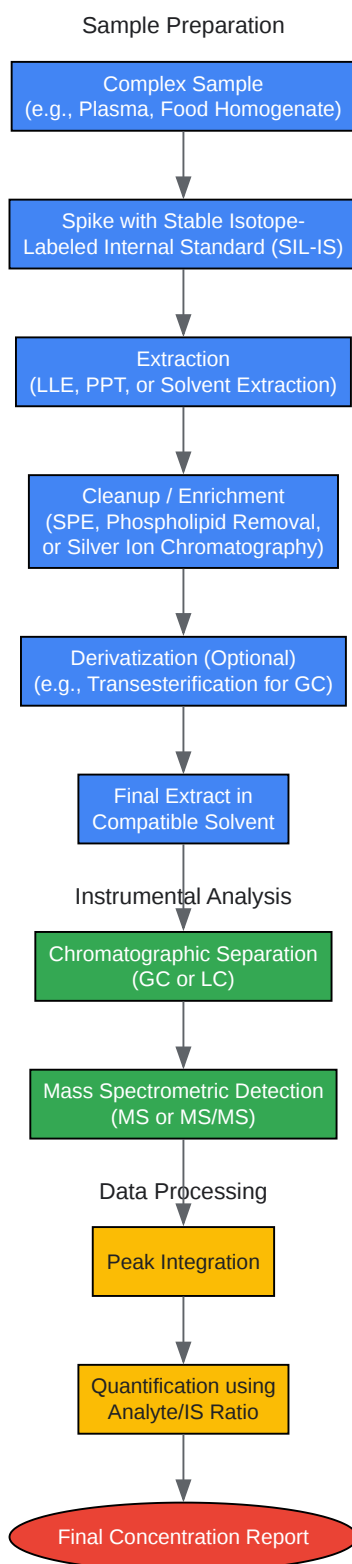 Sample Preparation
Complex Sample
(e.g., Plasma, Food Homogenate)
Spike with Stable Isotope-
Labeled Internal Standard (SIL-IS)
Extraction
(LLE, PPT, or Solvent Extraction)
Cleanup / Enrichment
(SPE, Phospholipid Removal,
or Silver Ion Chromatography)
Derivatization (Optional)
(e.g., Transesterification for GC)
Final Extract in
Compatible Solvent
Instrumental Analysis
Chromatographic Separation
(GC or LC)
Mass Spectrometric Detection
(MS or MS/MS)
Data Processing
Peak Integration
Quantification using
Analyte/IS Ratio
Final Concentration Report